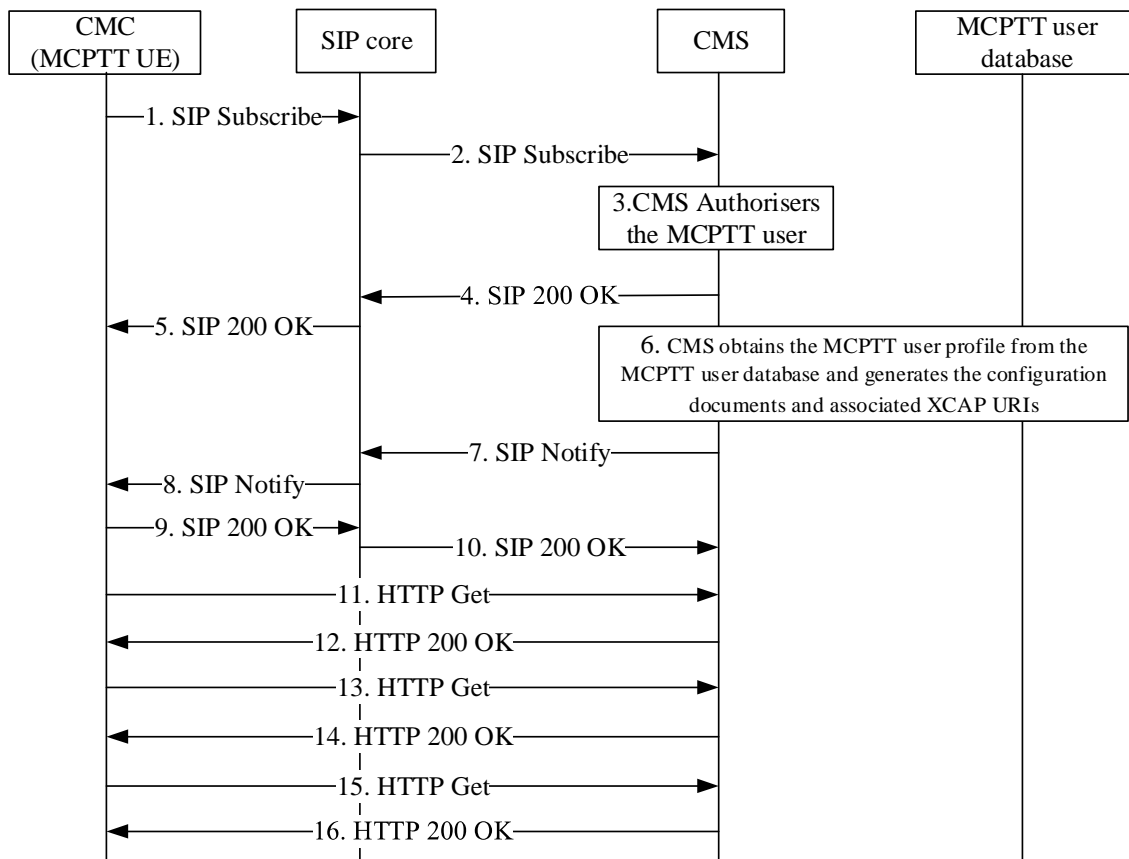 CMC
(MCPTT UE)
SIP core
CMS
MCPTT user
database
1. SIP Subscribe
2. SIP Subscribe
3.CMS Authorisers
the MCPTT user
4. SIP 200 OK
5. SIP 200 OK
6. CMS obtains the MCPTT user profile from the
MCPTT user database and generates the configuration
documents and associated XCAP URIs
7. SIP Notify
8. SIP Notify
9. SIP 200 OK
10. SIP 200 OK
11. HTTP Get
12. HTTP 200 OK
13. HTTP Get
14. HTTP 200 OK
15. HTTP Get
16. HTTP 200 OK